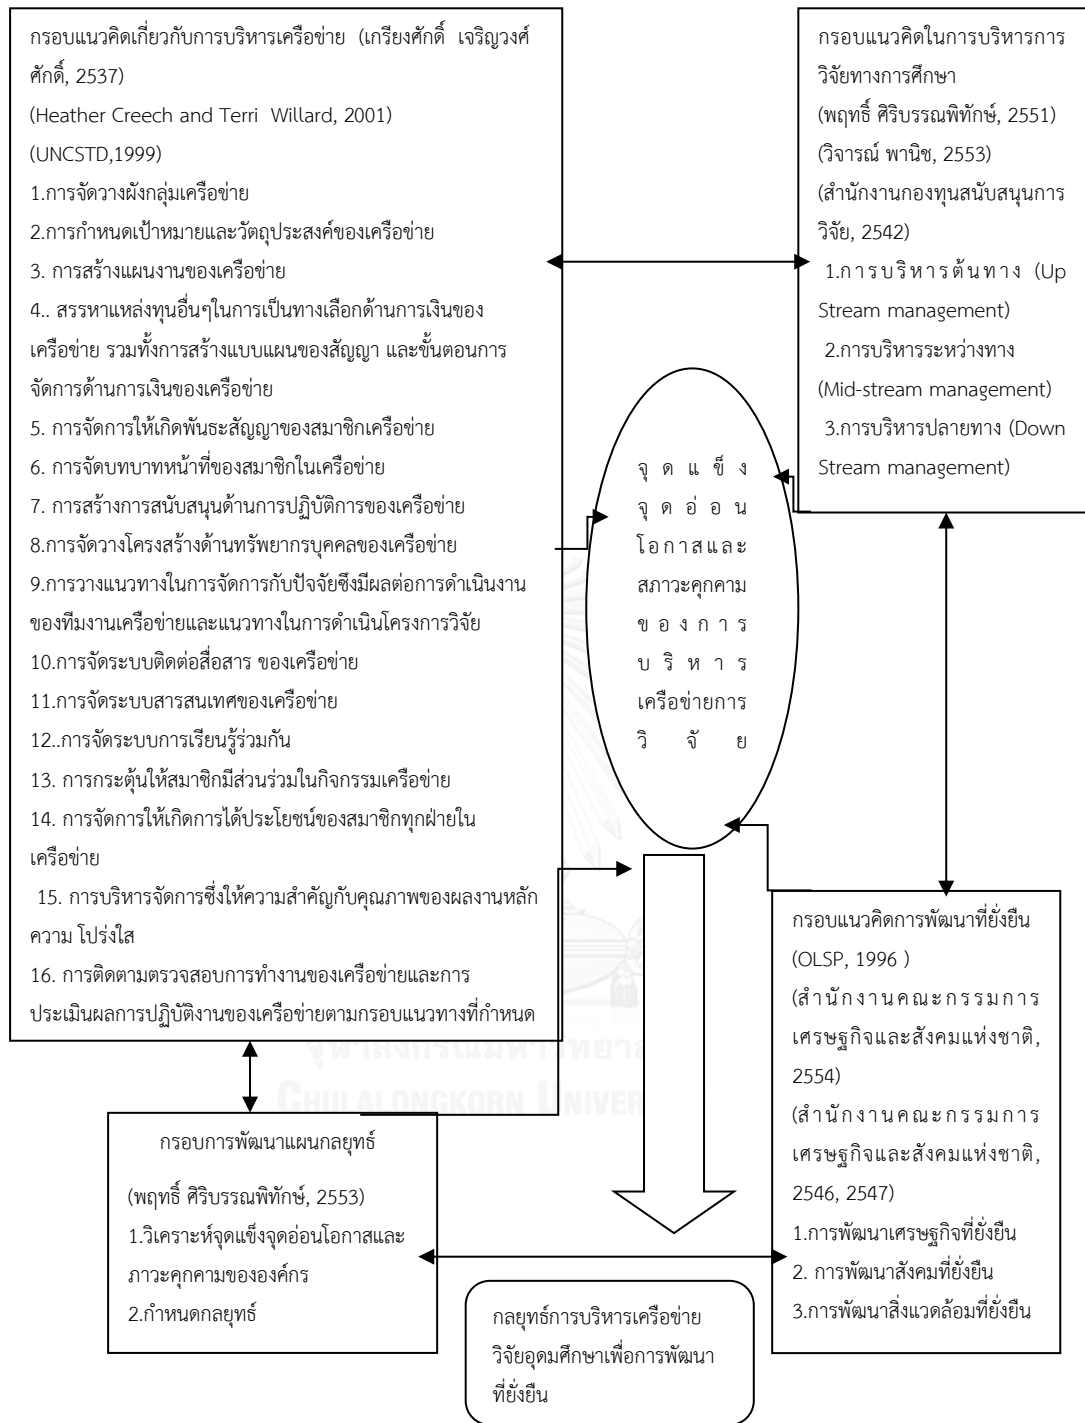 กรอบแนวคิดเกี่ยวกับการบริหารเครือข่าย (เกรียงศักดิ์ เจริญวงศ์
ศักดิ์, 2537)
(Heather Creech and Terri Willard, 2001)
(UNCSTD,1999)
1.การจัดวางผังกลุ่มเครือข่าย
2.การกำหนดเป้าหมายและวัตถุประสงค์ของเครือข่าย
3. การสร้างแผนงานของเครือข่าย
4.. สรรหาแหล่งทุนอื่นๆในการเป็นทางเลือกด้านการเงินของ
เครือข่าย รวมทั้งการสร้างแบบแผนของสัญญา และขั้นตอนการ
จัดการด้านการเงินของเครือข่าย
5. การจัดการให้เกิดพันธะสัญญาของสมาชิกเครือข่าย
6. การจัดบทบาทหน้าที่ของสมาชิกในเครือข่าย
7. การสร้างการสนับสนุนด้านการปฏิบัติการของเครือข่าย
8.การจัดวางโครงสร้างด้านทรัพยากรบุคคลของเครือข่าย
9.การวางแนวทางในการจัดการกับปัจจัยซึ่งมีผลต่อการดำเนินงาน
ของทีมงานเครือข่ายและแนวทางในการดำเนินโครงการวิจัย
10.การจัดระบบติดต่อสื่อสาร ของเครือข่าย
11.การจัดระบบสารสนเทศของเครือข่าย
12..การจัดระบบการเรียนรู้ร่วมกัน
13. การกระตุ้นให้สมาชิกมีส่วนร่วมในกิจกรรมเครือข่าย
14. การจัดการให้เกิดการได้ประโยชน์ของสมาชิกทุกฝ่ายใน
เครือข่าย
15. การบริหารจัดการซึ่งให้ความสำคัญกับคุณภาพของผลงานหลัก
ความ โปร่งใส
16. การติดตามตรวจสอบการทำงานของเครือข่ายและการ
ประเมินผลการปฏิบัติงานของเครือข่ายตามกรอบแนวทางที่กำหนด
กรอบแนวคิดในการบริหารการ
วิจัยทางการศึกษา
(พฤทธิ์ ศิริบรรณพิทักษ์, 2551)
(วิจารณ์ พานิช, 2553)
(สำนักงานกองทุนสนับสนุนการ
วิจัย, 2542)
1.การบริหารต้นทาง (Up
Stream management)
2.การบริหารระหว่างทาง
(Mid-stream management)
3.การบริหารปลายทาง (Down
Stream management)
จุดแข็ง
จุดอ่อน
โอกาสและ
สภาวะคุกคาม
ของการ
บริหาร
เครือข่ายการ
วิจัย
กรอบแนวคิดการพัฒนาที่ยั่งยืน
(OLSP, 1996 )
(สำนักงานคณะกรรมการ
เศรษฐกิจและสังคมแห่งชาติ,
2554)
(สำนักงานคณะกรรมการ
เศรษฐกิจและสังคมแห่งชาติ,
2546, 2547)
1.การพัฒนาเศรษฐกิจที่ยั่งยืน
2. การพัฒนาสังคมที่ยั่งยืน
3.การพัฒนาสิ่งแวดล้อมที่ยั่งยืน
CHULALONGKORN UNIVER
กรอบการพัฒนาแผนกลยุทธ์
(พฤทธิ์ ศิริบรรณพิทักษ์, 2553)
1.วิเคราะห์จุดแข็งจุดอ่อนโอกาสและ
ภาวะคุกคามขององค์กร
2.กำหนดกลยุทธ์
กลยุทธ์การบริหารเครือข่าย
วิจัยอุดมศึกษาเพื่อการพัฒนา
ที่ยั่งยืน